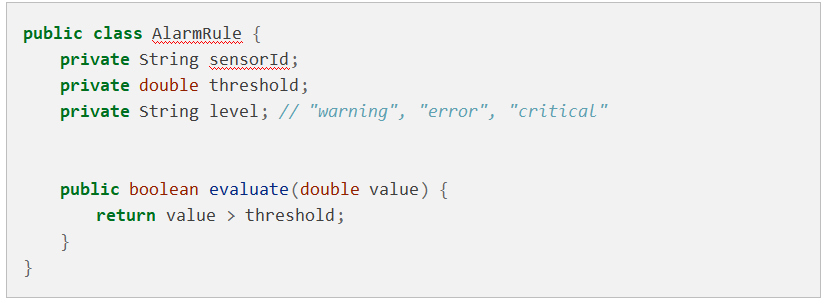 public class AlarmRule {
    private String sensorId;
    private double threshold;
    private String level; // "warning", "error", "critical"
    public boolean evaluate(double value) {
        return value > threshold;
    }
}